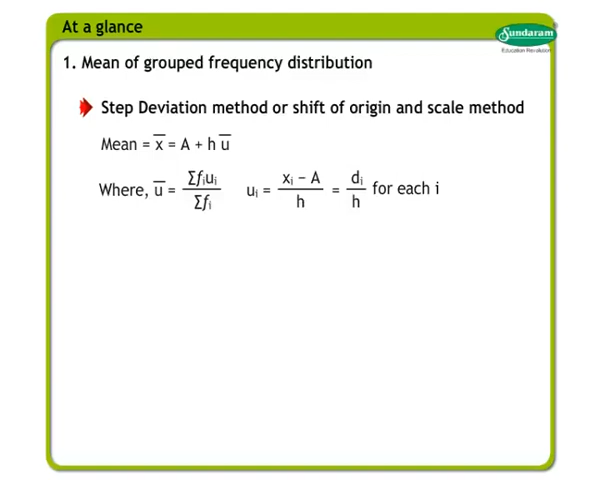 At a glance
Sundaram
Education Revolution
1. Mean of grouped frequency distribution
Step Deviation method or shift of origin and scale method
Mean = x̅ = A + h u̅
Where, u̅ = Σfᵢuᵢ / Σfᵢ uᵢ = xᵢ − A / h = dᵢ / h for each i